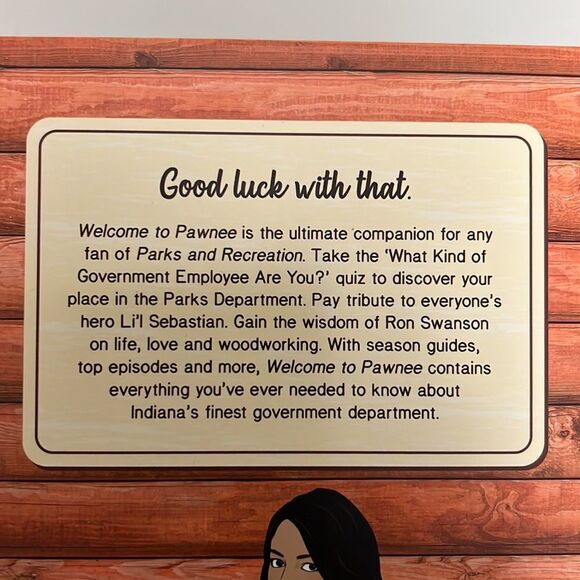 Good luck with that.
Welcome to Pawnee is the ultimate companion for any
fan of Parks and Recreation. Take the ‘What Kind of
Government Employee Are You?’ quiz to discover your
place in the Parks Department. Pay tribute to everyone’s
hero Li’l Sebastian. Gain the wisdom of Ron Swanson
on life, love and woodworking. With season guides,
top episodes and more, Welcome to Pawnee contains
everything you’ve ever needed to know about
Indiana’s finest government department.